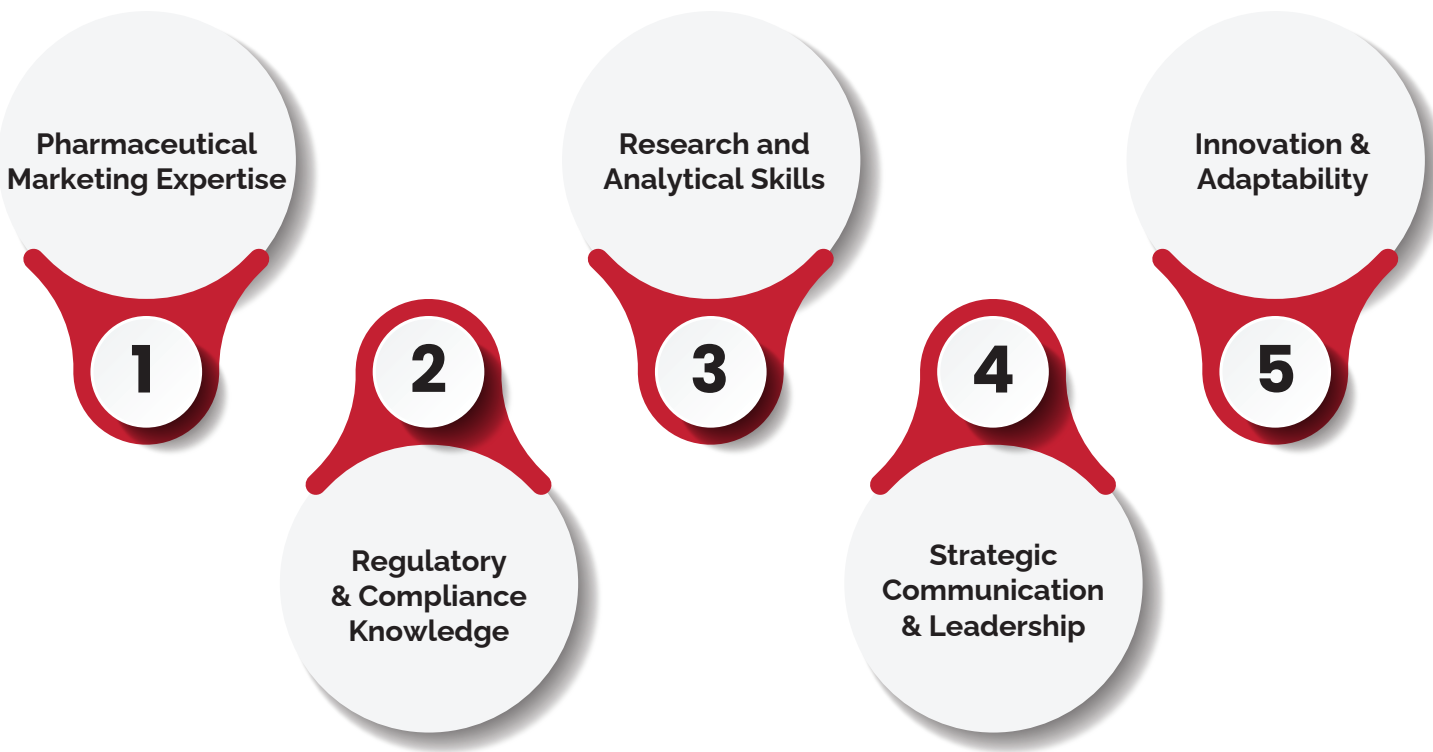 Pharmaceutical
Marketing Expertise
1
2
Regulatory
& Compliance
Knowledge
Research and
Analytical Skills
3
4
Strategic
Communication
& Leadership
Innovation &
Adaptability
5